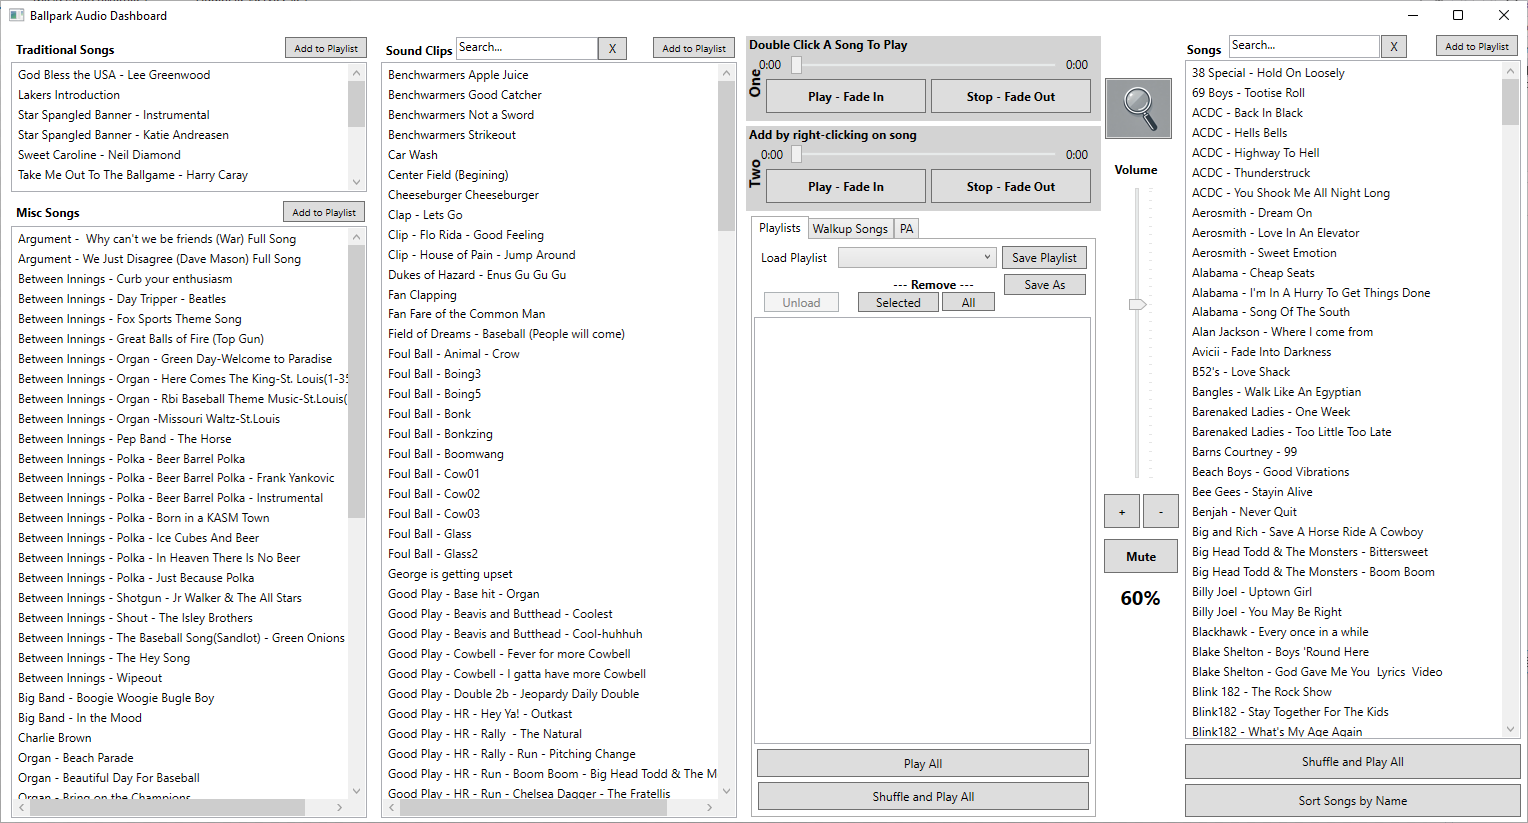 Ballpark Audio Dashboard
Traditional Songs
Add to Playlist
God Bless the USA - Lee Greenwood
Lakers Introduction
Star Spangled Banner - Instrumental
Star Spangled Banner - Katie Andreasen
Sweet Caroline - Neil Diamond
Take Me Out To The Ballgame - Harry Caray
Misc Songs
Add to Playlist
Argument -  Why can't we be friends (War) Full Song
Argument - We Just Disagree (Dave Mason) Full Song
Between Innings - Curb your enthusiasm
Between Innings - Day Tripper - Beatles
Between Innings - Fox Sports Theme Song
Between Innings - Great Balls of Fire (Top Gun)
Between Innings - Organ - Green Day-Welcome to Paradise
Between Innings - Organ - Here Comes The King-St. Louis(1-35
Between Innings - Organ - Rbi Baseball Theme Music-St.Louis(
Between Innings - Organ -Missouri Waltz-St.Louis
Between Innings - Pep Band - The Horse
Between Innings - Polka - Beer Barrel Polka
Between Innings - Polka - Beer Barrel Polka - Frank Yankovic
Between Innings - Polka - Beer Barrel Polka - Instrumental
Between Innings - Polka - Born in a KASM Town
Between Innings - Polka - Ice Cubes And Beer
Between Innings - Polka - In Heaven There Is No Beer
Between Innings - Polka - Just Because Polka
Between Innings - Shotgun - Jr Walker & The All Stars
Between Innings - Shout - The Isley Brothers
Between Innings - The Baseball Song(Sandlot) - Green Onions
Between Innings - The Hey Song
Between Innings - Wipeout
Big Band - Boogie Woogie Bugle Boy
Big Band - In the Mood
Charlie Brown
Organ - Beach Parade
Organ - Beautiful Day For Baseball
Organ - Bring on the Champions
Sound Clips
Search...
X
Add to Playlist
Benchwarmers Apple Juice
Benchwarmers Good Catcher
Benchwarmers Not a Sword
Benchwarmers Strikeout
Car Wash
Center Field (Begining)
Cheeseburger Cheeseburger
Clap - Lets Go
Clip - Flo Rida - Good Feeling
Clip - House of Pain - Jump Around
Dukes of Hazard - Enus Gu Gu Gu
Fan Clapping
Fan Fare of the Common Man
Field of Dreams - Baseball (People will come)
Foul Ball - Animal - Crow
Foul Ball - Boing3
Foul Ball - Boing5
Foul Ball - Bonk
Foul Ball - Bonkzing
Foul Ball - Boomwang
Foul Ball - Cow01
Foul Ball - Cow02
Foul Ball - Cow03
Foul Ball - Glass
Foul Ball - Glass2
George is getting upset
Good Play - Base hit - Organ
Good Play - Beavis and Butthead - Coolest
Good Play - Beavis and Butthead - Cool-huhhuh
Good Play - Cowbell - Fever for more Cowbell
Good Play - Cowbell - I gatta have more Cowbell
Good Play - Double 2b - Jeopardy Daily Double
Good Play - HR - Hey Ya! - Outkast
Good Play - HR - Rally  - The Natural
Good Play - HR - Rally - Run - Pitching Change
Good Play - HR - Run - Boom Boom - Big Head Todd & The M
Good Play - HR - Run - Chelsea Dagger - The Fratellis
Double Click A Song To Play
One
0:00
0:00
Play - Fade In
Stop - Fade Out
Add by right-clicking on song
Two
0:00
0:00
Play - Fade In
Stop - Fade Out
Playlists
Walkup Songs
PA
Load Playlist
Save Playlist
--- Remove ---
Save As
Unload
Selected
All
Play All
Shuffle and Play All
Volume
+
-
Mute
60%
Songs
Search...
X
Add to Playlist
38 Special - Hold On Loosely
69 Boys - Tootise Roll
ACDC - Back In Black
ACDC - Hells Bells
ACDC - Highway To Hell
ACDC - Thunderstruck
ACDC - You Shook Me All Night Long
Aerosmith - Dream On
Aerosmith - Love In An Elevator
Aerosmith - Sweet Emotion
Alabama - Cheap Seats
Alabama - I'm In A Hurry To Get Things Done
Alabama - Song Of The South
Alan Jackson - Where I come from
Avicii - Fade Into Darkness
B52's - Love Shack
Bangles - Walk Like An Egyptian
Barenaked Ladies - One Week
Barenaked Ladies - Too Little Too Late
Barns Courtney - 99
Beach Boys - Good Vibrations
Bee Gees - Stayin Alive
Benjah - Never Quit
Big and Rich - Save A Horse Ride A Cowboy
Big Head Todd & The Monsters - Bittersweet
Big Head Todd & The Monsters - Boom Boom
Billy Joel - Uptown Girl
Billy Joel - You May Be Right
Blackhawk - Every once in a while
Blake Shelton - Boys 'Round Here
Blake Shelton - God Gave Me You  Lyrics  Video
Blink 182 - The Rock Show
Blink182 - Stay Together For The Kids
Blink182 - What's My Age Again
Shuffle and Play All
Sort Songs by Name